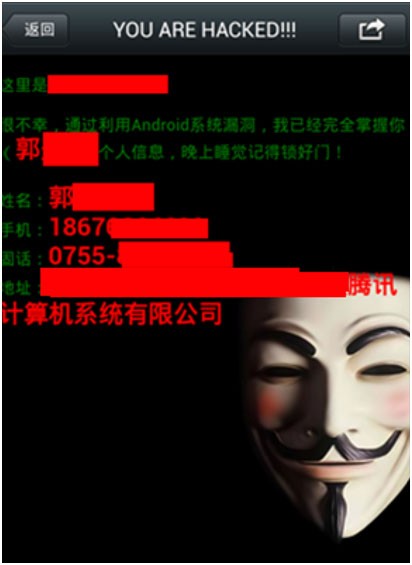 返回
YOU ARE HACKED!!!
这里是
很不幸，通过利用Android系统漏洞，我已经完全掌握你
（郭 个人信息，晚上睡觉记得锁好门！
姓名：郭
手机：1867
固话：0755-
地址： 腾讯
计算机系统有限公司